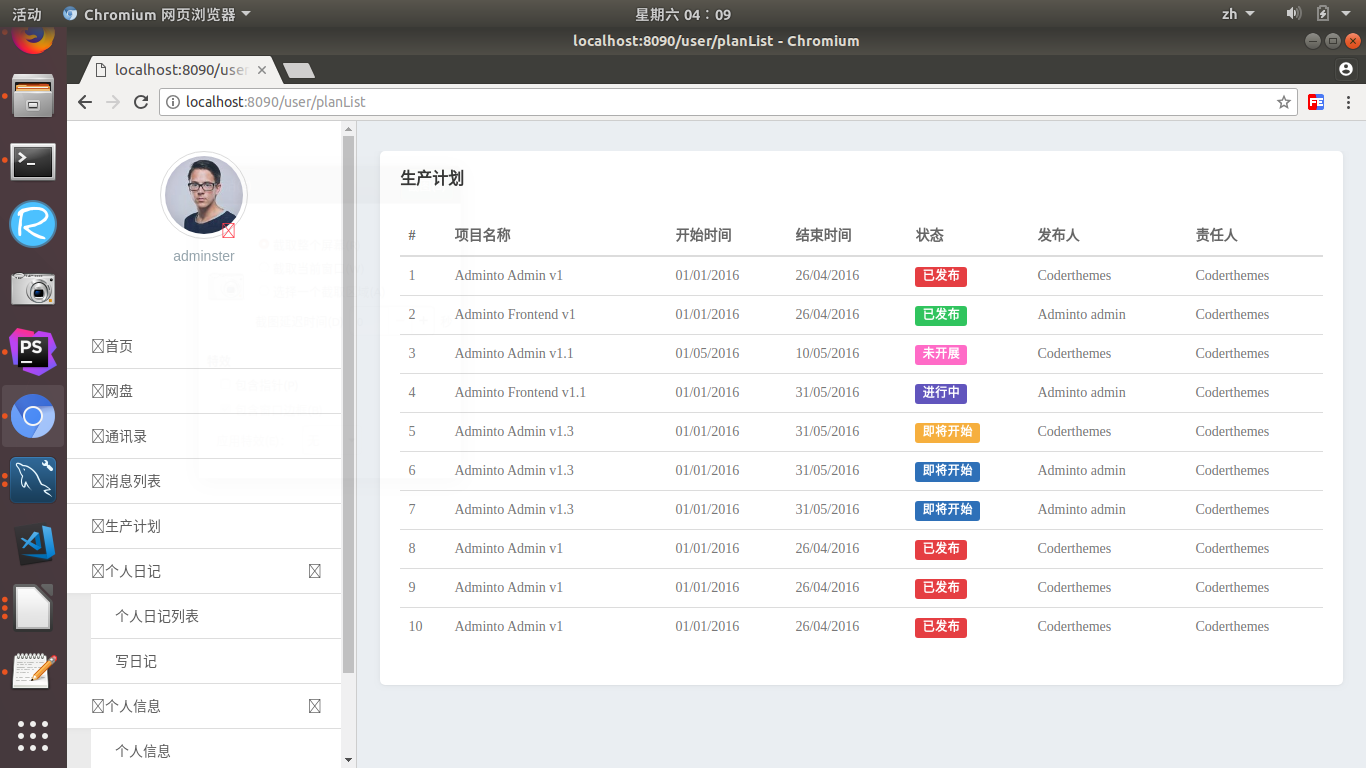 活动 Chromium 网页浏览器 星期六 04：09 zh
localhost:8090/user/planList - Chromium
localhost:8090/user
localhost:8090/user/planList
adminster
首页
网盘
通讯录
消息列表
生产计划
个人日记
个人日记列表
写日记
个人信息
个人信息
生产计划
# 项目名称 开始时间 结束时间 状态 发布人 责任人
1 Adminto Admin v1 01/01/2016 26/04/2016 已发布 Coderthemes Coderthemes
2 Adminto Frontend v1 01/01/2016 26/04/2016 已发布 Adminto admin Coderthemes
3 Adminto Admin v1.1 01/05/2016 10/05/2016 未开展 Coderthemes Coderthemes
4 Adminto Frontend v1.1 01/01/2016 31/05/2016 进行中 Adminto admin Coderthemes
5 Adminto Admin v1.3 01/01/2016 31/05/2016 即将开始 Coderthemes Coderthemes
6 Adminto Admin v1.3 01/01/2016 31/05/2016 即将开始 Adminto admin Coderthemes
7 Adminto Admin v1.3 01/01/2016 31/05/2016 即将开始 Adminto admin Coderthemes
8 Adminto Admin v1 01/01/2016 26/04/2016 已发布 Coderthemes Coderthemes
9 Adminto Admin v1 01/01/2016 26/04/2016 已发布 Coderthemes Coderthemes
10 Adminto Admin v1 01/01/2016 26/04/2016 已发布 Coderthemes Coderthemes
PS